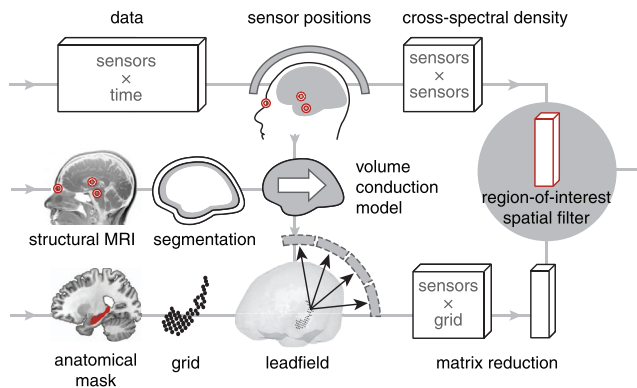 data
sensor positions
cross-spectral density
sensors
×
time
sensors
×
sensors
volume
conduction
model
region-of-interest
spatial filter
structural MRI
segmentation
sensors
×
grid
anatomical
mask
grid
leadfield
matrix reduction